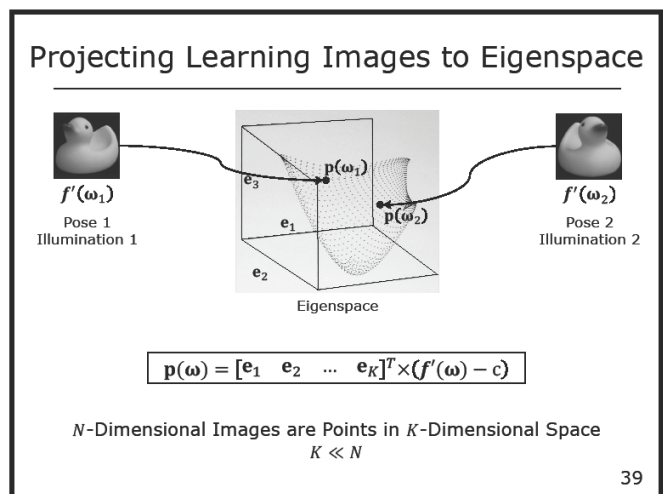 Projecting Learning Images to Eigenspace
f′(ω₁)
Pose 1
Illumination 1
e₃
e₁
e₂
p(ω₁)
p(ω₂)
Eigenspace
f′(ω₂)
Pose 2
Illumination 2
p(ω) = [e₁ e₂ … e_K]ᵀ×(f′(ω) − c)
N-Dimensional Images are Points in K-Dimensional Space
K ≪ N
39